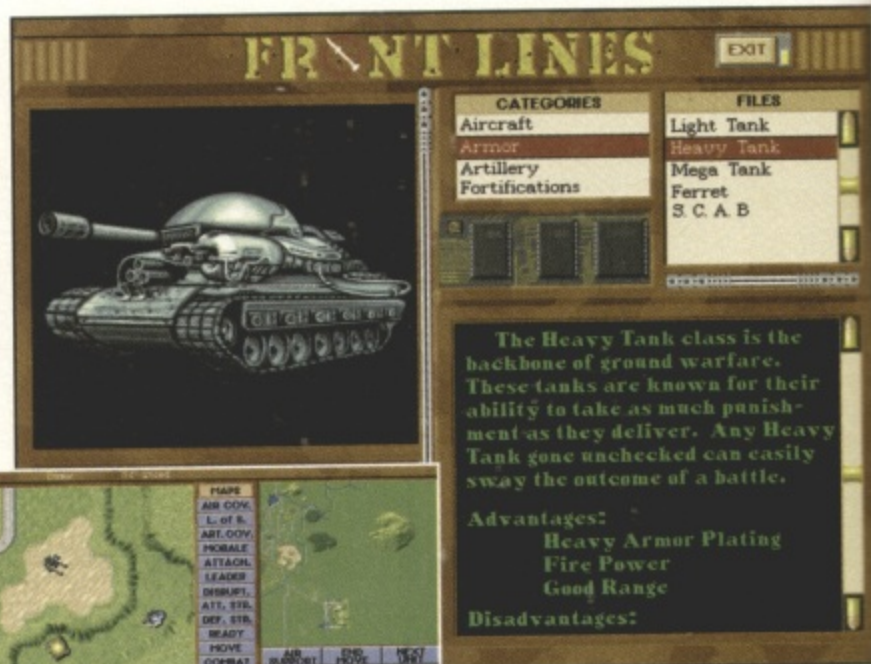 FRONT LINES
EXIT
CATEGORIES
Aircraft
Armor
Artillery
Fortifications
FILES
Light Tank
Heavy Tank
Mega Tank
Ferret
S. C. A. B
The Heavy Tank class is the
backbone of ground warfare.
These tanks are known for their
ability to take as much punish-
ment as they deliver. Any Heavy
Tank gone unchecked can easily
sway the outcome of a battle.
Advantages:
Heavy Armor Plating
Fire Power
Good Range
Disadvantages:
MAPS
AIR COV.
L. of S.
ART. COV.
MORALE
ATTACH.
LEADER
DISRUPT.
ATT. STR.
DEF. STR.
READY
MOVE
COMBAT
AIR SUPPORT
END MOVE
NEXT UNIT